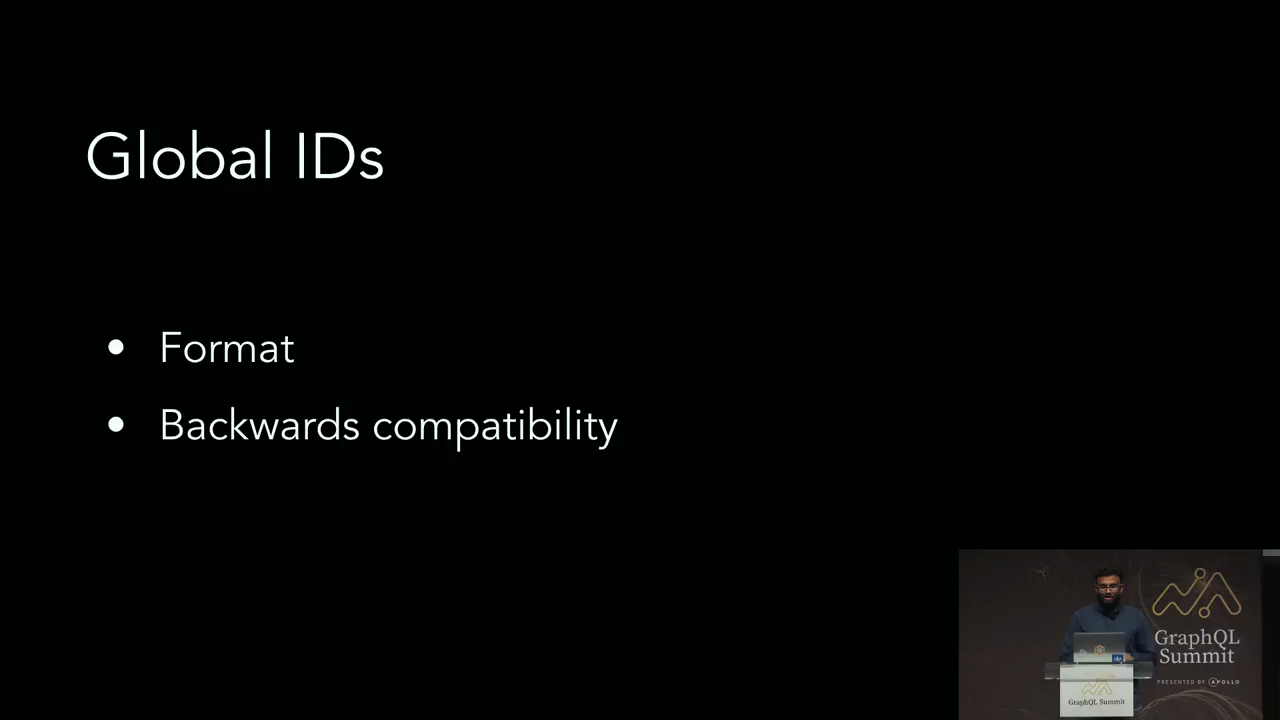 Global IDs
• Format
• Backwards compatibility
GraphQL
Summit
PRESENTED BY APOLLO
GraphQL Summit